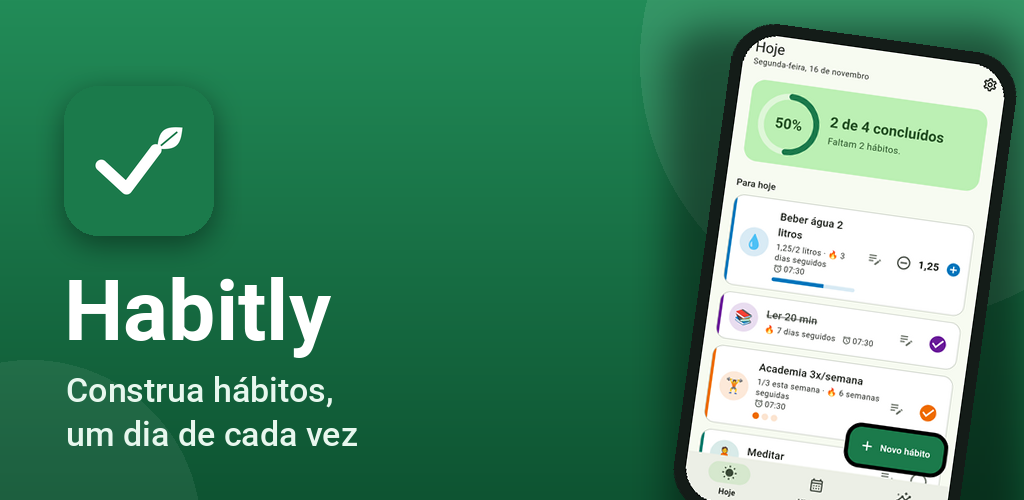 Habitly
Construa hábitos,
um dia de cada vez
Hoje
Segunda-feira, 16 de novembro
50%
2 de 4 concluídos
Faltam 2 hábitos.
Para hoje
Beber água 2
litros
1,25/2 litros · 🔥 3
dias seguidos
07:30
1,25
Ler 20 min
🔥 7 dias seguidos 07:30
Academia 3x/semana
1/3 esta semana · 🔥 6 semanas
seguidas
07:30
Meditar
+ Novo hábito
Hoje